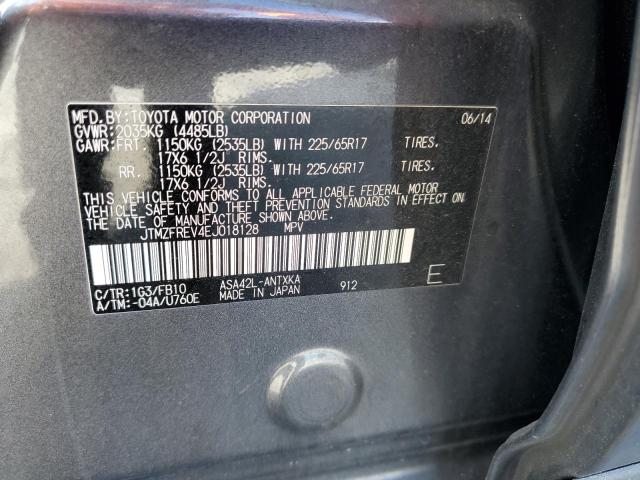 MFD.BY:TOYOTA MOTOR CORPORATION 06/14
GVWR:2035KG (4485LB)
GAWR:FRT. 1150KG (2535LB) WITH 225/65R17 TIRES.
17X6 1/2J RIMS.
RR. 1150KG (2535LB) WITH 225/65R17 TIRES.
17X6 1/2J RIMS.
THIS VEHICLE CONFORMS TO ALL APPLICABLE FEDERAL MOTOR
VEHICLE SAFETY AND THEFT PREVENTION STANDARDS IN EFFECT ON
THE DATE OF MANUFACTURE SHOWN ABOVE.
JTMZFREV4EJ018128 MPV
C/TR:1G3/FB10 ASA42L-ANTXKA 912 E
A/TM:-04A/U760E MADE IN JAPAN